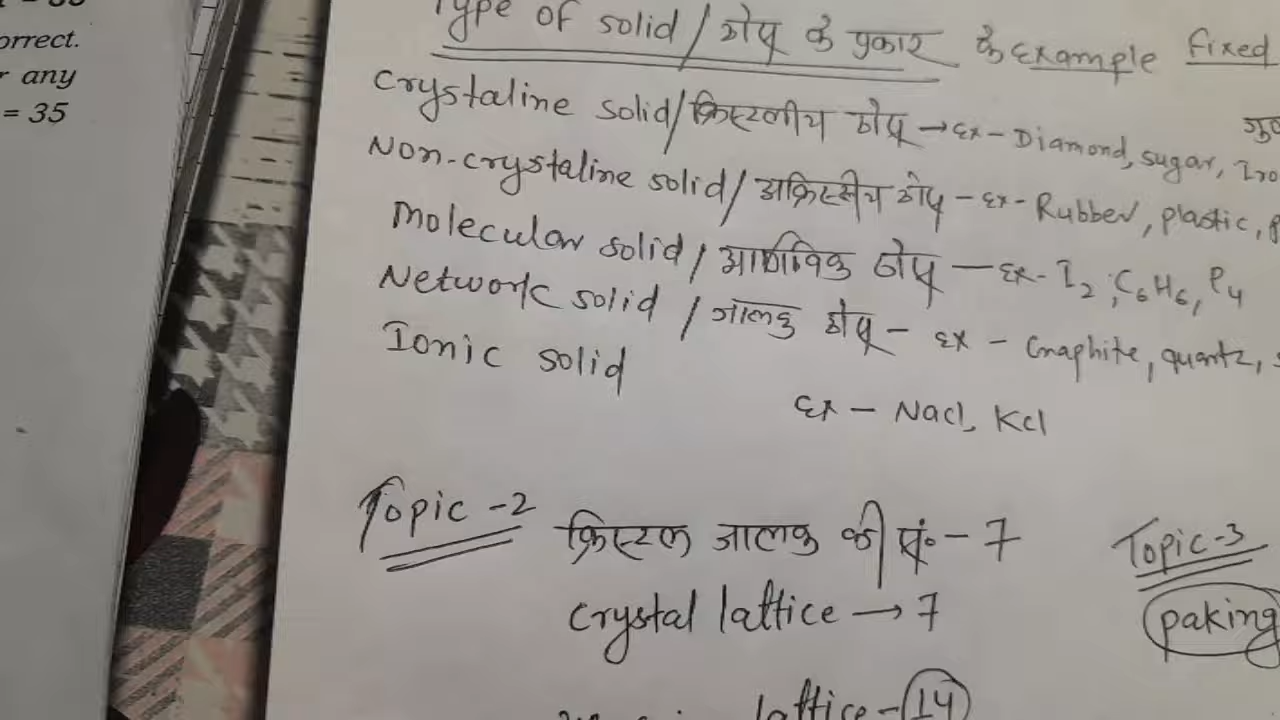 orrect.
r any
= 35
Type of solid / ठोस के प्रकार के Example fixed
Crystaline solid/क्रिस्टलीय ठोस → Ex - Diamond, sugar,
Non-crystaline solid/ अक्रिस्टलीय ठोस - Ex - Rubber, plastic,
Molecular solid / आणविक ठोस — Ex - I2, C6H6, P4
Network solid / जालक ठोस - Ex - Graphite, quartz,
Ionic solid
Ex - Nacl, Kcl
Topic - 2 क्रिस्टल जालक की सं॰ - 7
Crystal lattice → 7
lattice - 14
Topic - 3
paking